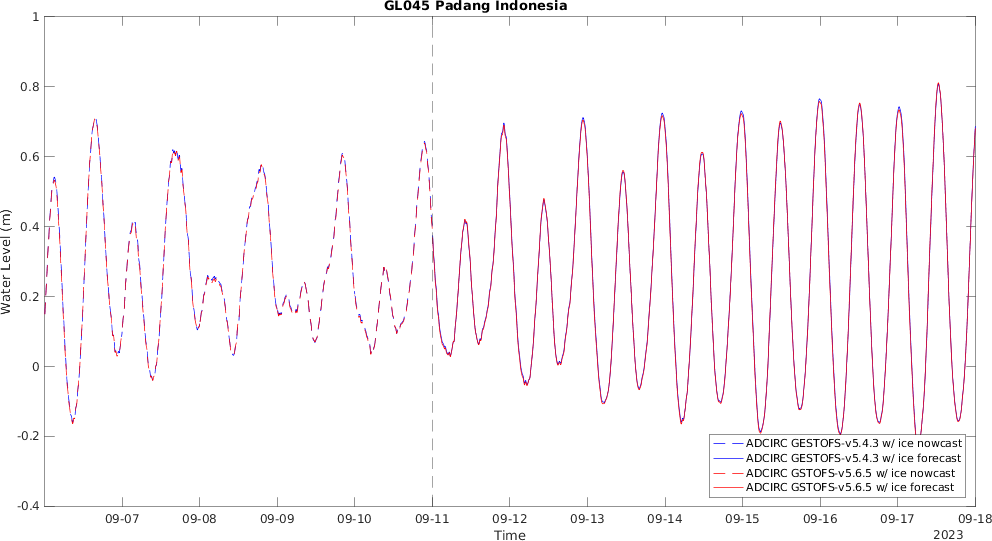 GL045 Padang Indonesia
1
0.8
0.6
0.4
0.2
0
-0.2
-0.4
Water Level (m)
ADCIRC GESTOFS-v5.4.3 w/ ice nowcast
ADCIRC GESTOFS-v5.4.3 w/ ice forecast
ADCIRC GSTOFS-v5.6.5 w/ ice nowcast
ADCIRC GSTOFS-v5.6.5 w/ ice forecast
09-07 09-08 09-09 09-10 09-11 09-12 09-13 09-14 09-15 09-16 09-17 09-18
Time
2023